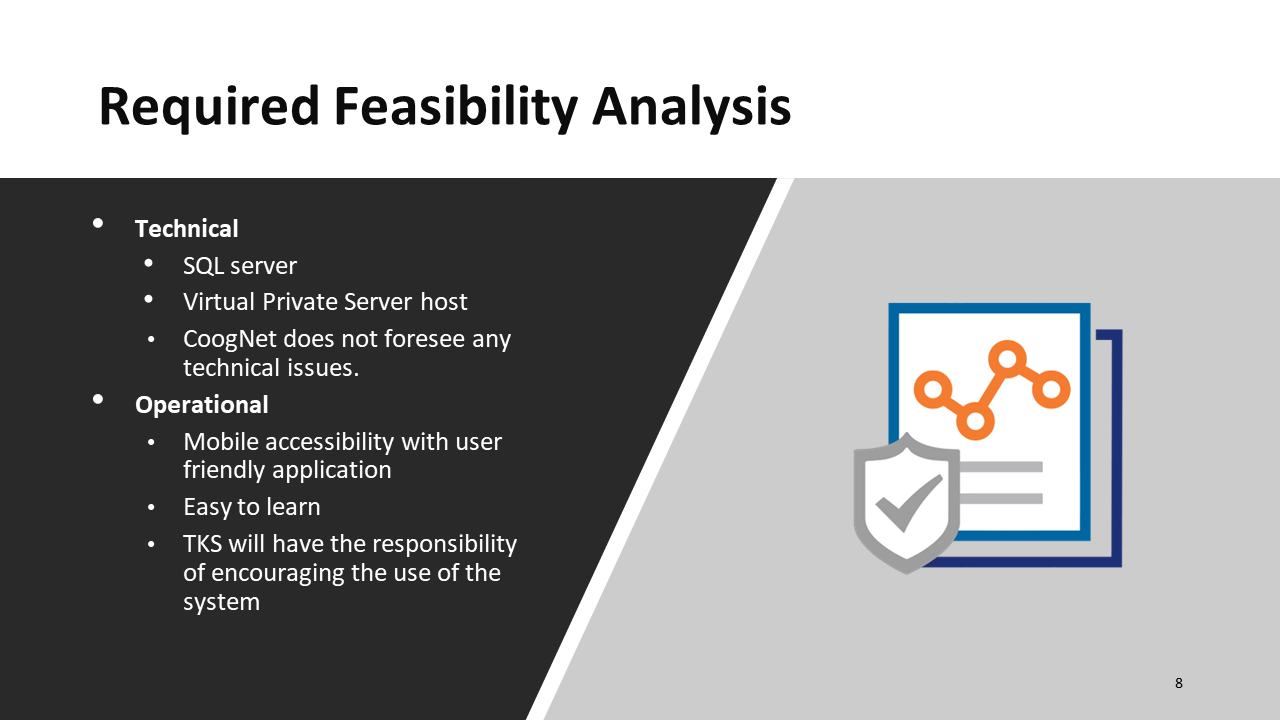 Required Feasibility Analysis
• Technical
• SQL server
• Virtual Private Server host
• CoogNet does not foresee any
technical issues.
• Operational
• Mobile accessibility with user
friendly application
• Easy to learn
• TKS will have the responsibility
of encouraging the use of the
system
8